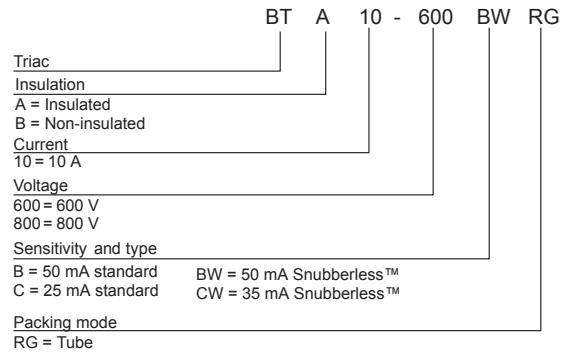 BT A 10 - 600 BW RG
Triac
Insulation
A = Insulated
B = Non-insulated
Current
10 = 10 A
Voltage
600 = 600 V
800 = 800 V
Sensitivity and type
B = 50 mA standard BW = 50 mA Snubberless™
C = 25 mA standard CW = 35 mA Snubberless™
Packing mode
RG = Tube